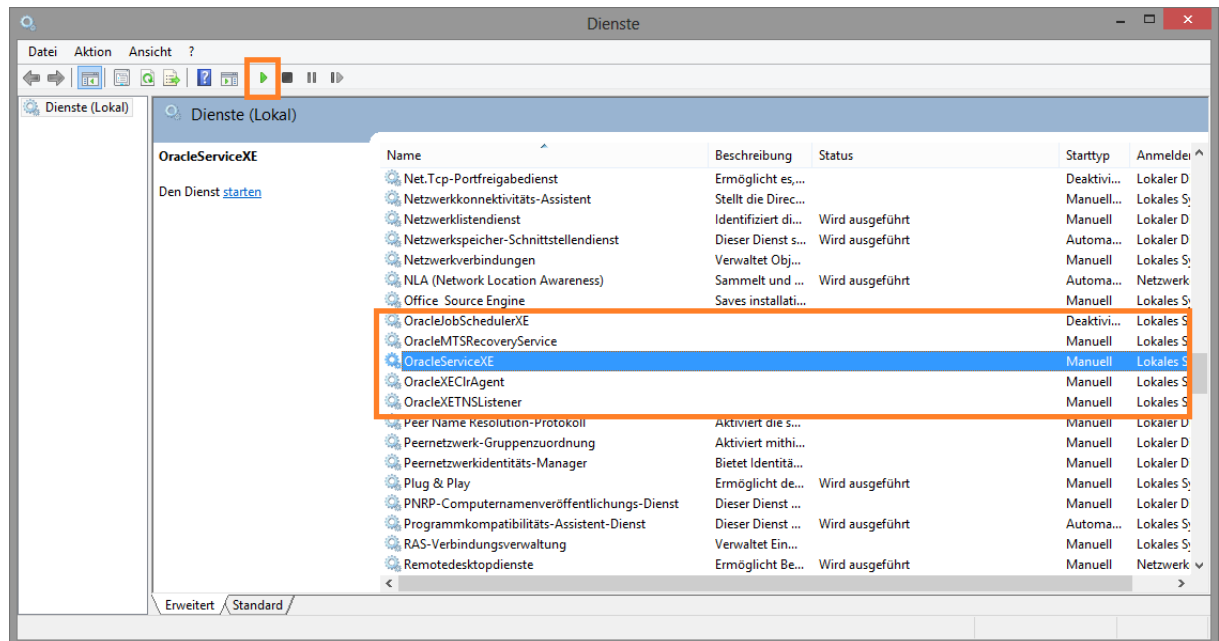 Dienste
Datei Aktion Ansicht ?
Dienste (Lokal)
Dienste (Lokal)
OracleServiceXE
Den Dienst starten
Name Beschreibung Status Starttyp Anmelder
Net.Tcp-Portfreigabedienst Ermöglicht es,... Deaktivi... Lokaler D
Netzwerkkonnektivitäts-Assistent Stellt die Direc... Manuell... Lokales Sy
Netzwerklistendienst Identifiziert di... Wird ausgeführt Manuell Lokaler D
Netzwerkspeicher-Schnittstellendienst Dieser Dienst s... Wird ausgeführt Automa... Lokaler D
Netzwerkverbindungen Verwaltet Obj... Manuell Lokales Sy
NLA (Network Location Awareness) Sammelt und ... Wird ausgeführt Automa... Netzwerk
Office Source Engine Saves installati... Manuell Lokales Sy
OracleJobSchedulerXE Deaktivi... Lokales S
OracleMTSRecoveryService Manuell Lokales S
OracleServiceXE Manuell Lokales S
OracleXEClrAgent Manuell Lokales S
OracleXETNSListener Manuell Lokales S
Peer Name Resolution-Protokoll Aktiviert die s... Manuell Lokaler D
Peernetzwerk-Gruppenzuordnung Aktiviert mithi... Manuell Lokaler D
Peernetzwerkidentitäts-Manager Bietet Identitä... Manuell Lokaler D
Plug & Play Ermöglicht de... Wird ausgeführt Manuell Lokales Sy
PNRP-Computernamenveröffentlichungs-Dienst Dieser Dienst ... Manuell Lokaler D
Programmkompatibilitäts-Assistent-Dienst Dieser Dienst ... Wird ausgeführt Automa... Lokales Sy
RAS-Verbindungsverwaltung Verwaltet Ein... Manuell Lokales Sy
Remotedesktopdienste Ermöglicht Be... Wird ausgeführt Manuell Netzwerk
Erweitert Standard